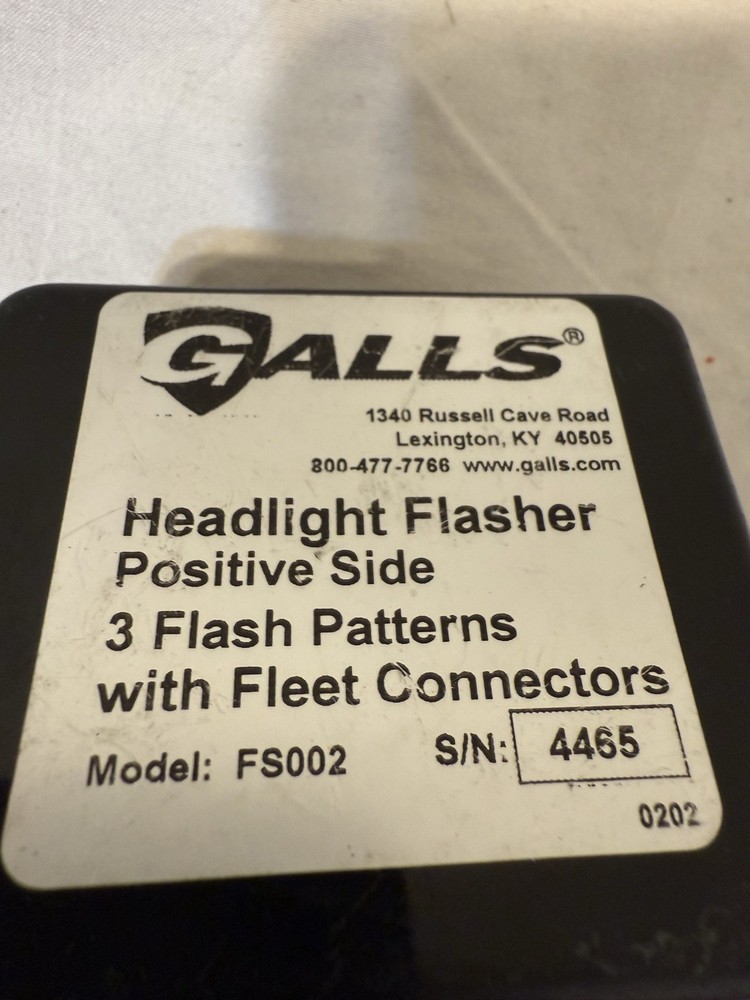 GALLS®
1340 Russell Cave Road
Lexington, KY 40505
800-477-7766 www.galls.com
Headlight Flasher
Positive Side
3 Flash Patterns
with Fleet Connectors
Model: FS002 S/N: 4465
0202